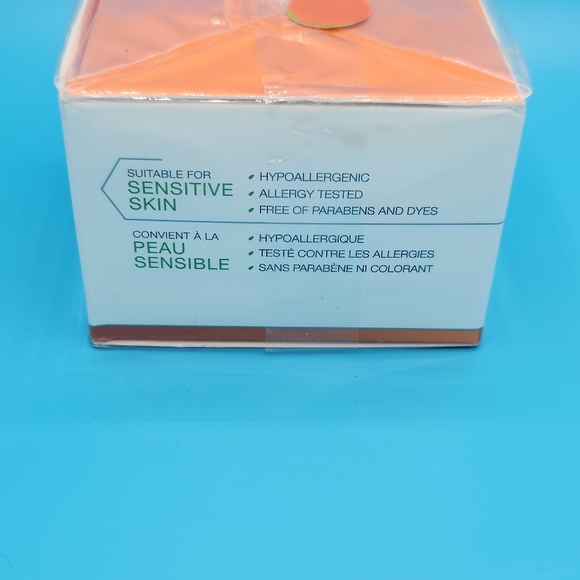 SUITABLE FOR
SENSITIVE
SKIN
HYPOALLERGENIC
ALLERGY TESTED
FREE OF PARABENS AND DYES
CONVIENT À LA
PEAU
SENSIBLE
HYPOALLERGIQUE
TESTÉ CONTRE LES ALLERGIES
SANS PARABÈNE NI COLORANT